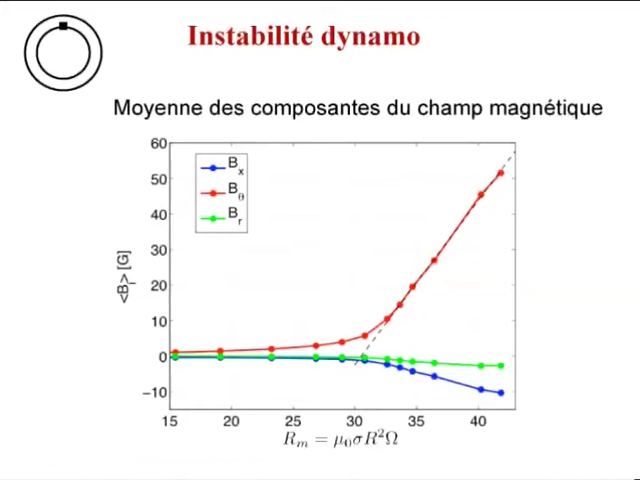 Instabilité dynamo
Moyenne des composantes du champ magnétique
60
50
40
30
20
10
0
−10
<B_i> [G]
B_x
B_θ
B_r
15 20 25 30 35 40
R_m = μ₀σR²Ω